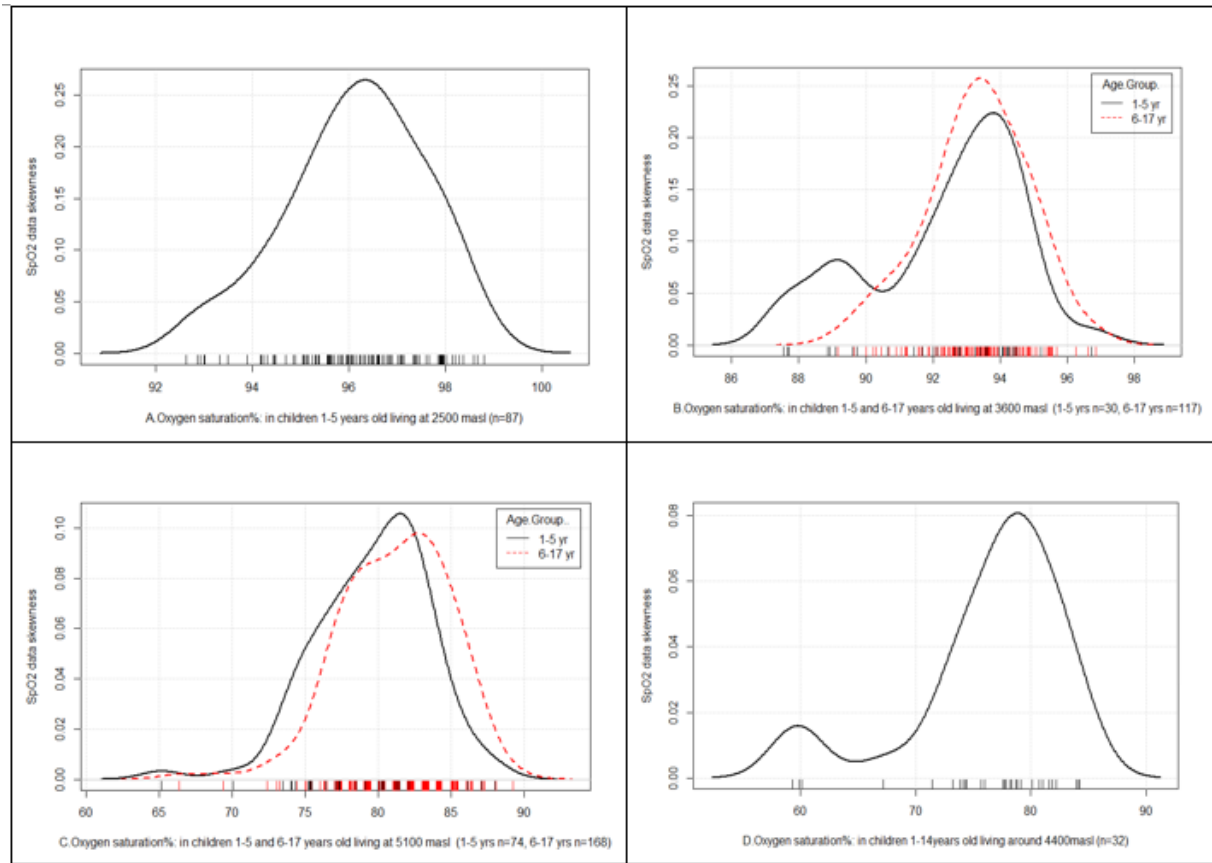 SpO2 data skewness
0.25
0.20
0.15
0.10
0.05
0.00
92 94 96 98 100
A.Oxygen saturation%: in children 1-5 years old living at 2500 masl (n=87)
SpO2 data skewness
0.25
0.20
0.15
0.10
0.05
0.00
Age.Group.
1-5 yr
6-17 yr
86 88 90 92 94 96 98
B.Oxygen saturation%: in children 1-5 and 6-17 years old living at 3600 masl (1-5 yrs n=30, 6-17 yrs n=117)
SpO2 data skewness
0.10
0.08
0.06
0.04
0.02
0.00
Age.Group..
1-5 yr
6-17 yr
60 65 70 75 80 85 90
C.Oxygen saturation%: in children 1-5 and 6-17 years old living at 5100 masl (1-5 yrs n=74, 6-17 yrs n=168)
SpO2 data skewness
0.08
0.06
0.04
0.02
0.00
60 70 80 90
D.Oxygen saturation%: in children 1-14years old living around 4400masl (n=32)